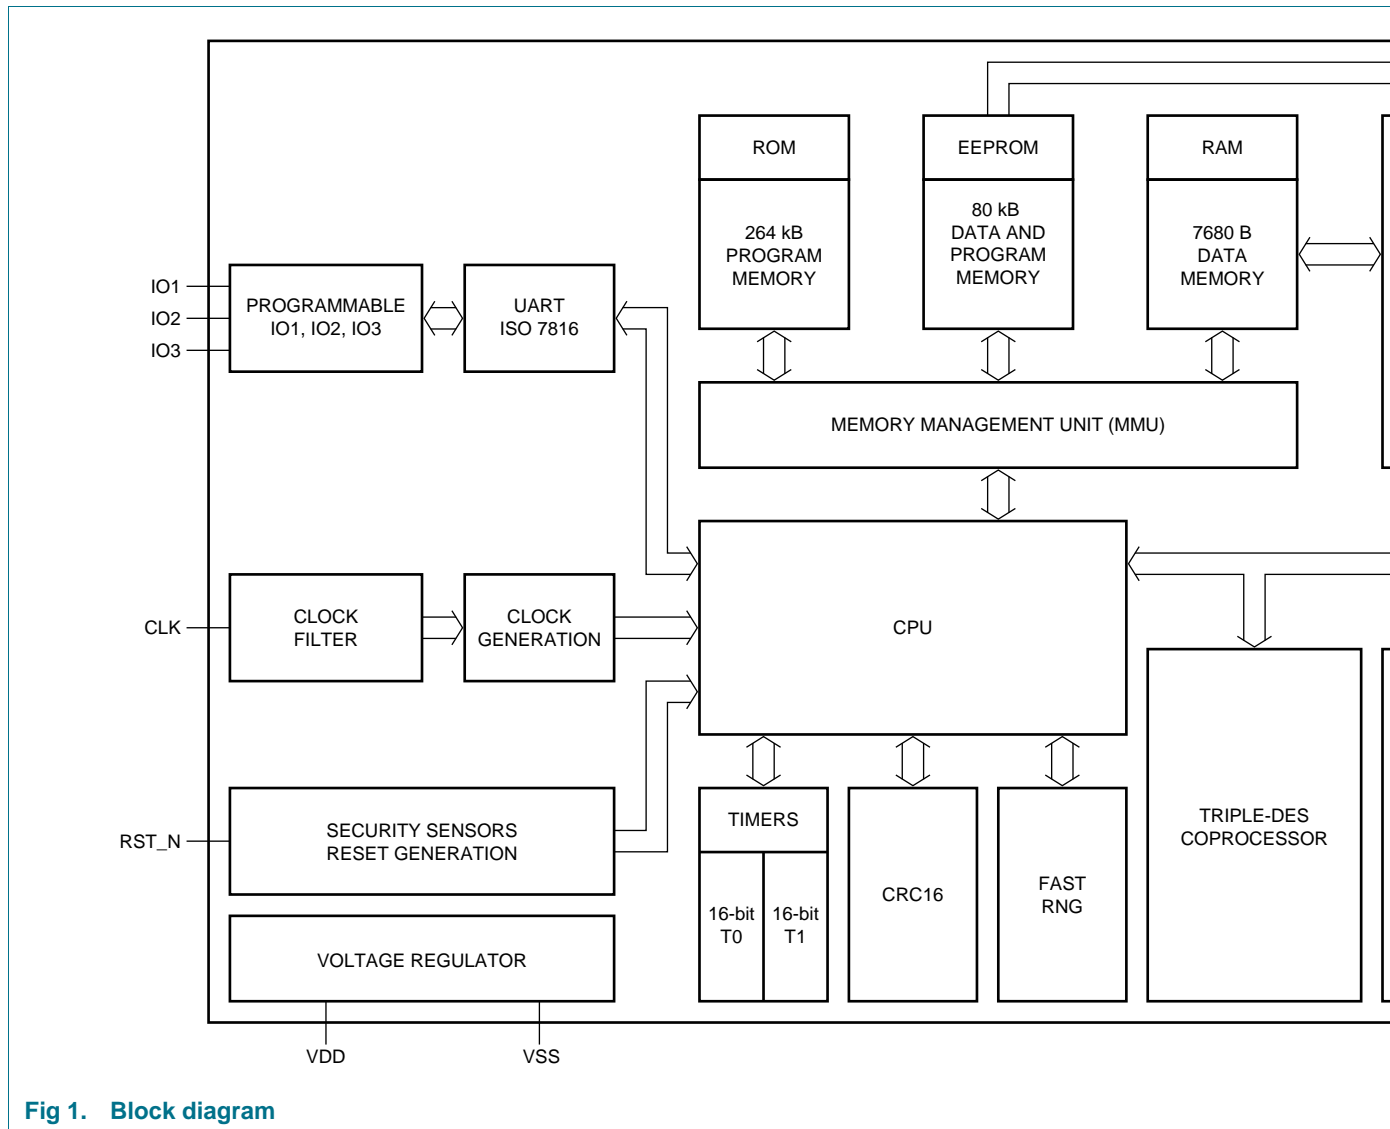 ROM
EEPROM
RAM
264 kB
PROGRAM
MEMORY
80 kB
DATA AND
PROGRAM
MEMORY
7680 B
DATA
MEMORY
IO1
IO2
IO3
PROGRAMMABLE
IO1, IO2, IO3
UART
ISO 7816
MEMORY MANAGEMENT UNIT (MMU)
CLK
CLOCK
FILTER
CLOCK
GENERATION
CPU
RST_N
SECURITY SENSORS
RESET GENERATION
TIMERS
16-bit
T0
16-bit
T1
CRC16
FAST
RNG
TRIPLE-DES
COPROCESSOR
VOLTAGE REGULATOR
VDD
VSS
Fig 1. Block diagram